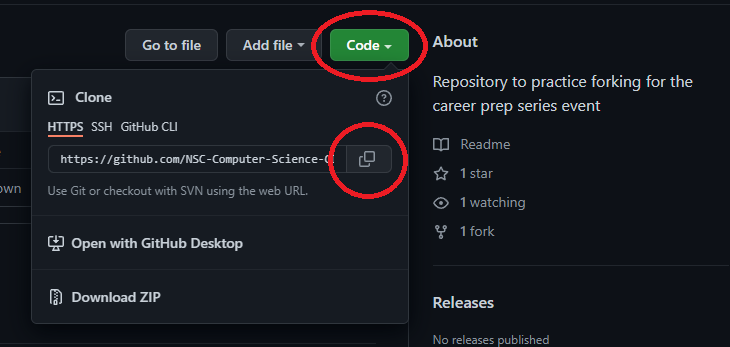 Go to file
Add file
Code
About
Clone
Repository to practice forking for the
career prep series event
HTTPS SSH GitHub CLI
https://github.com/NSC-Computer-Science-
Use Git or checkout with SVN using the web URL.
Readme
1 star
1 watching
1 fork
Open with GitHub Desktop
Download ZIP
Releases
No releases published